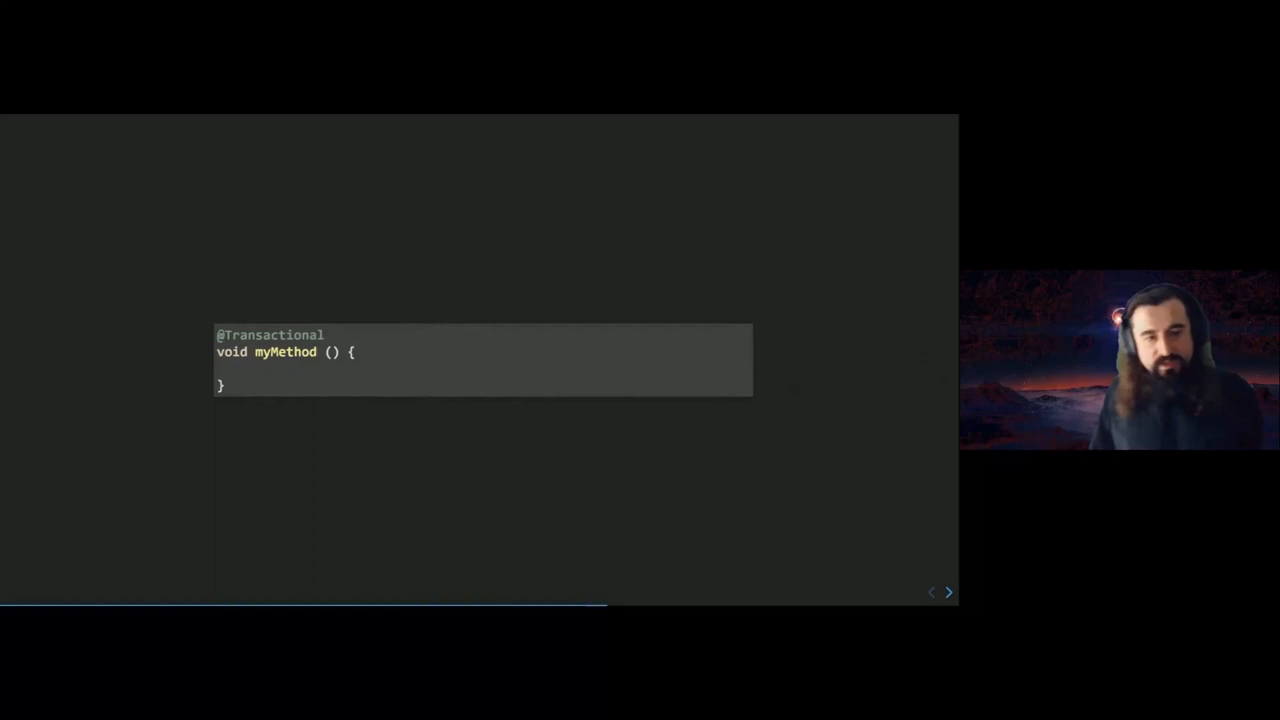 @Transactional
void myMethod () {
}